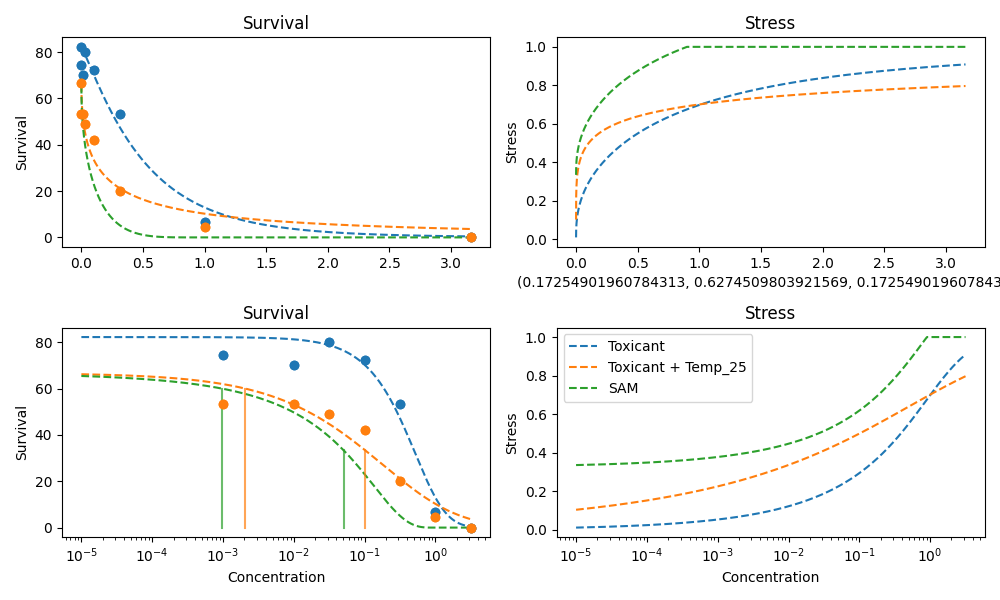 Survival
Survival
80
60
40
20
0
0.0 0.5 1.0 1.5 2.0 2.5 3.0
Stress
Stress
1.0
0.8
0.6
0.4
0.2
0.0
0.0 0.5 1.0 1.5 2.0 2.5 3.0
(0.17254901960784313, 0.6274509803921569, 0.172549019607843
Survival
Survival
80
60
40
20
0
10⁻⁵ 10⁻⁴ 10⁻³ 10⁻² 10⁻¹ 10⁰
Concentration
Stress
Stress
1.0
0.8
0.6
0.4
0.2
0.0
Toxicant
Toxicant + Temp_25
SAM
10⁻⁵ 10⁻⁴ 10⁻³ 10⁻² 10⁻¹ 10⁰
Concentration